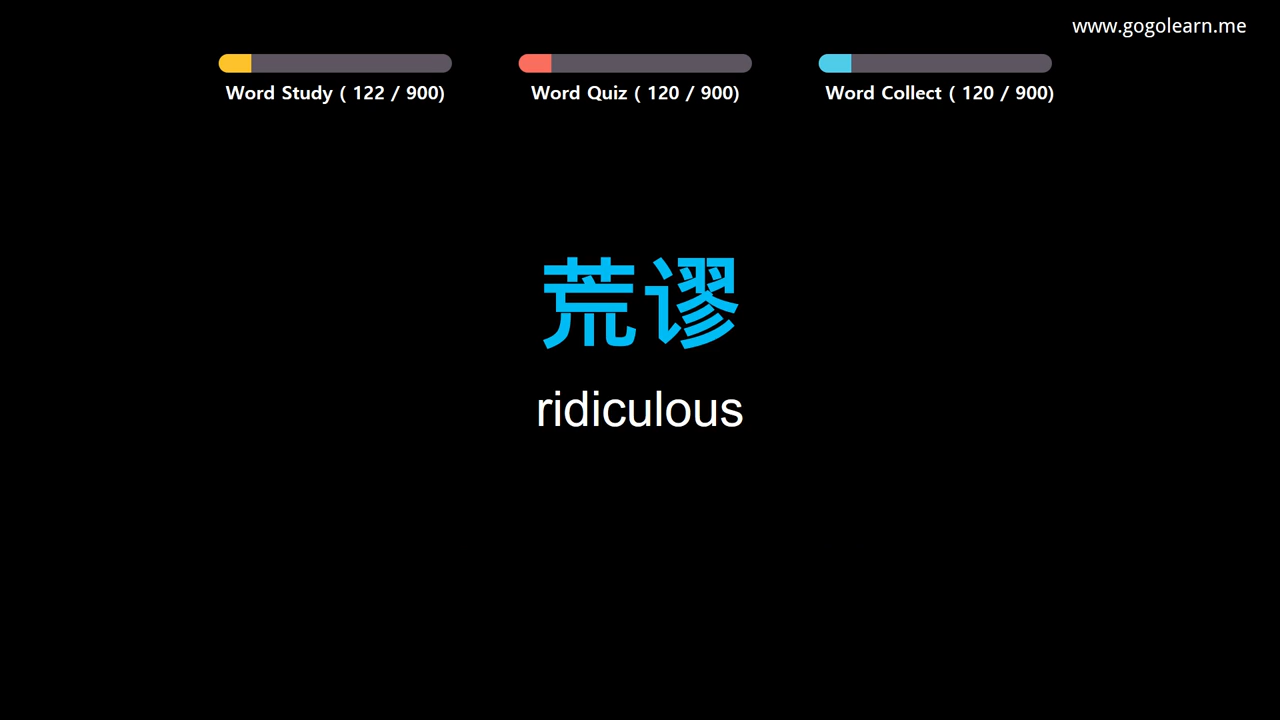 www.gogolearn.me
Word Study ( 122 / 900)
Word Quiz ( 120 / 900)
Word Collect ( 120 / 900)
荒谬
ridiculous